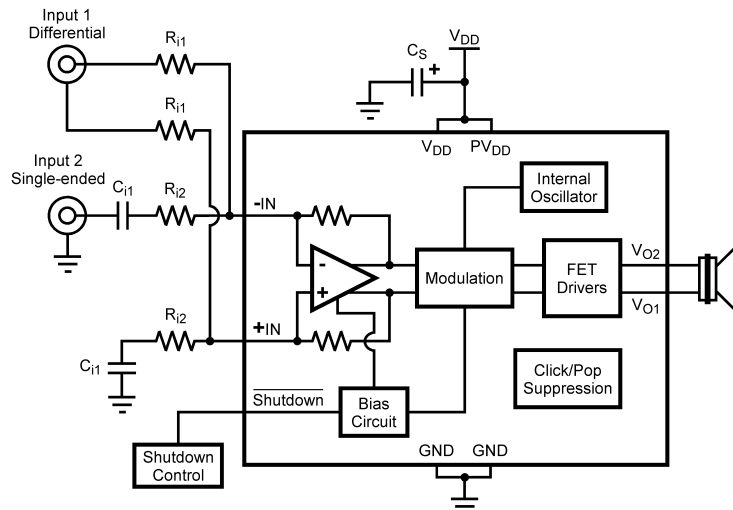 Input 1
Differential
Ri1
Ri1
CS
+
VDD
VDD
PVDD
Input 2
Single-ended
Ci1
Ri2
-IN
Internal
Oscillator
-
+
Modulation
FET
Drivers
VO2
VO1
Ri2
+IN
Ci1
Click/Pop
Suppression
Shutdown
Bias
Circuit
Shutdown
Control
GND
GND